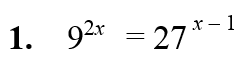 1. 9^{2x} = 27^{x – 1}